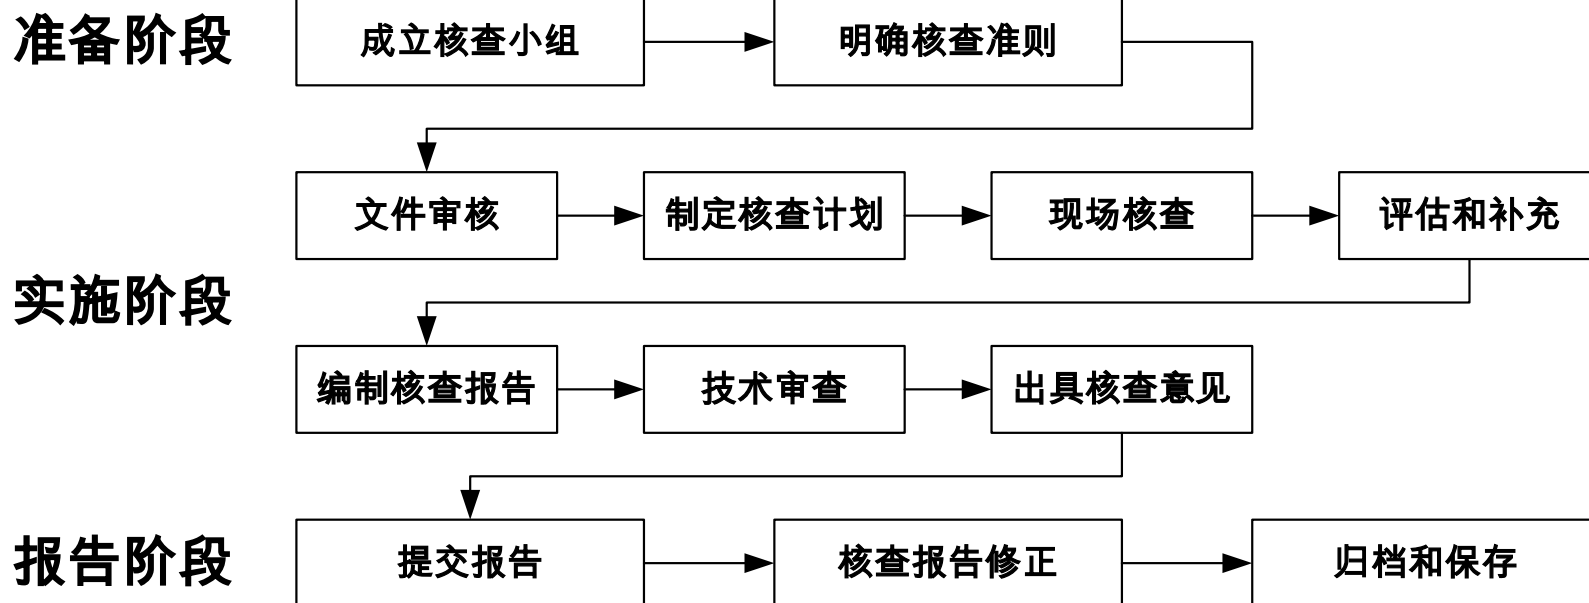 准备阶段
成立核查小组
明确核查准则
文件审核
制定核查计划
现场核查
评估和补充
实施阶段
编制核查报告
技术审查
出具核查意见
报告阶段
提交报告
核查报告修正
归档和保存